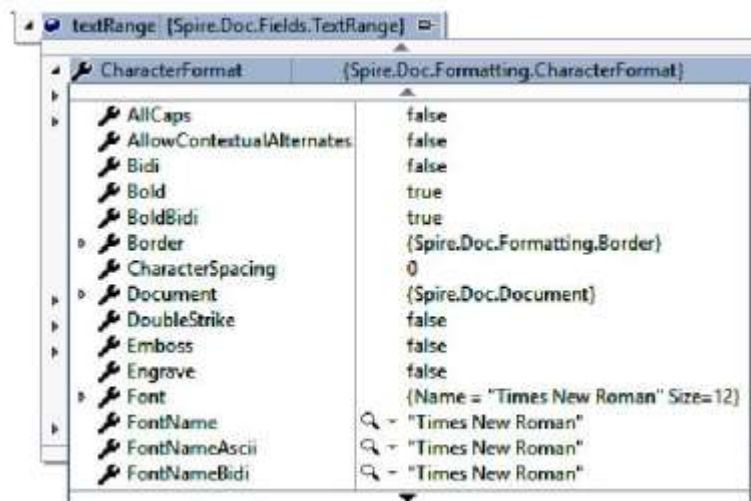 textRange {Spire.Doc.Fields.TextRange}
CharacterFormat {Spire.Doc.Formatting.CharacterFormat}
AllCaps false
AllowContextualAlternates false
Bidi false
Bold true
BoldBidi true
Border {Spire.Doc.Formatting.Border}
CharacterSpacing 0
Document {Spire.Doc.Document}
DoubleStrike false
Emboss false
Engrave false
Font {Name = "Times New Roman" Size=12}
FontName "Times New Roman"
FontNameAscii "Times New Roman"
FontNameBidi "Times New Roman"